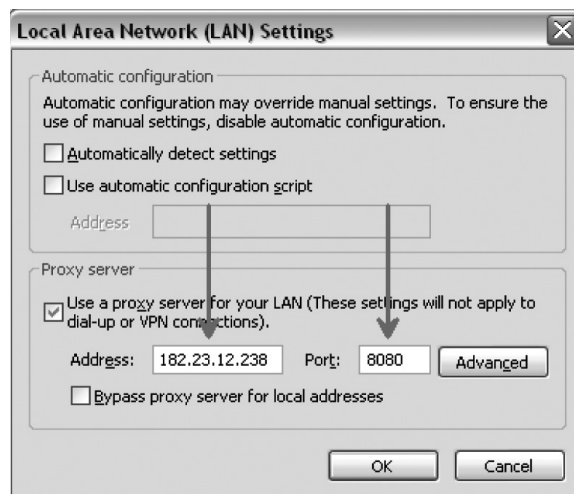 Local Area Network (LAN) Settings
Automatic configuration
Automatic configuration may override manual settings. To ensure the
use of manual settings, disable automatic configuration.
Automatically detect settings
Use automatic configuration script
Address
Proxy server
Use a proxy server for your LAN (These settings will not apply to
dial-up or VPN connections).
Address: 182.23.12.238 Port: 8080 Advanced
Bypass proxy server for local addresses
OK Cancel